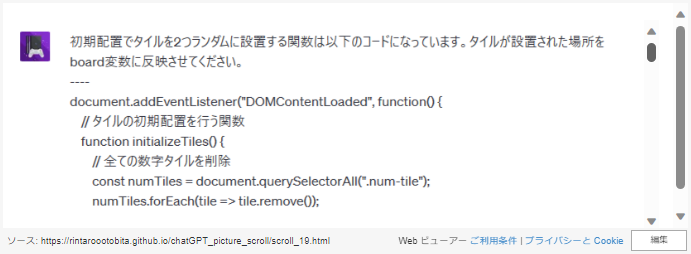 初期配置でタイルを2つランダムに設置する関数は以下のコードになっています。タイルが設置された場所を
board変数に反映させてください。
----
document.addEventListener("DOMContentLoaded", function() {
// タイルの初期配置を行う関数
function initializeTiles() {
// 全ての数字タイルを削除
const numTiles = document.querySelectorAll(".num-tile");
numTiles.forEach(tile => tile.remove());
ソース: https://rintaroootobita.github.io/chatGPT_picture_scroll/scroll_19.html Web ビューアー ご利用条件 | プライバシーと Cookie 編集